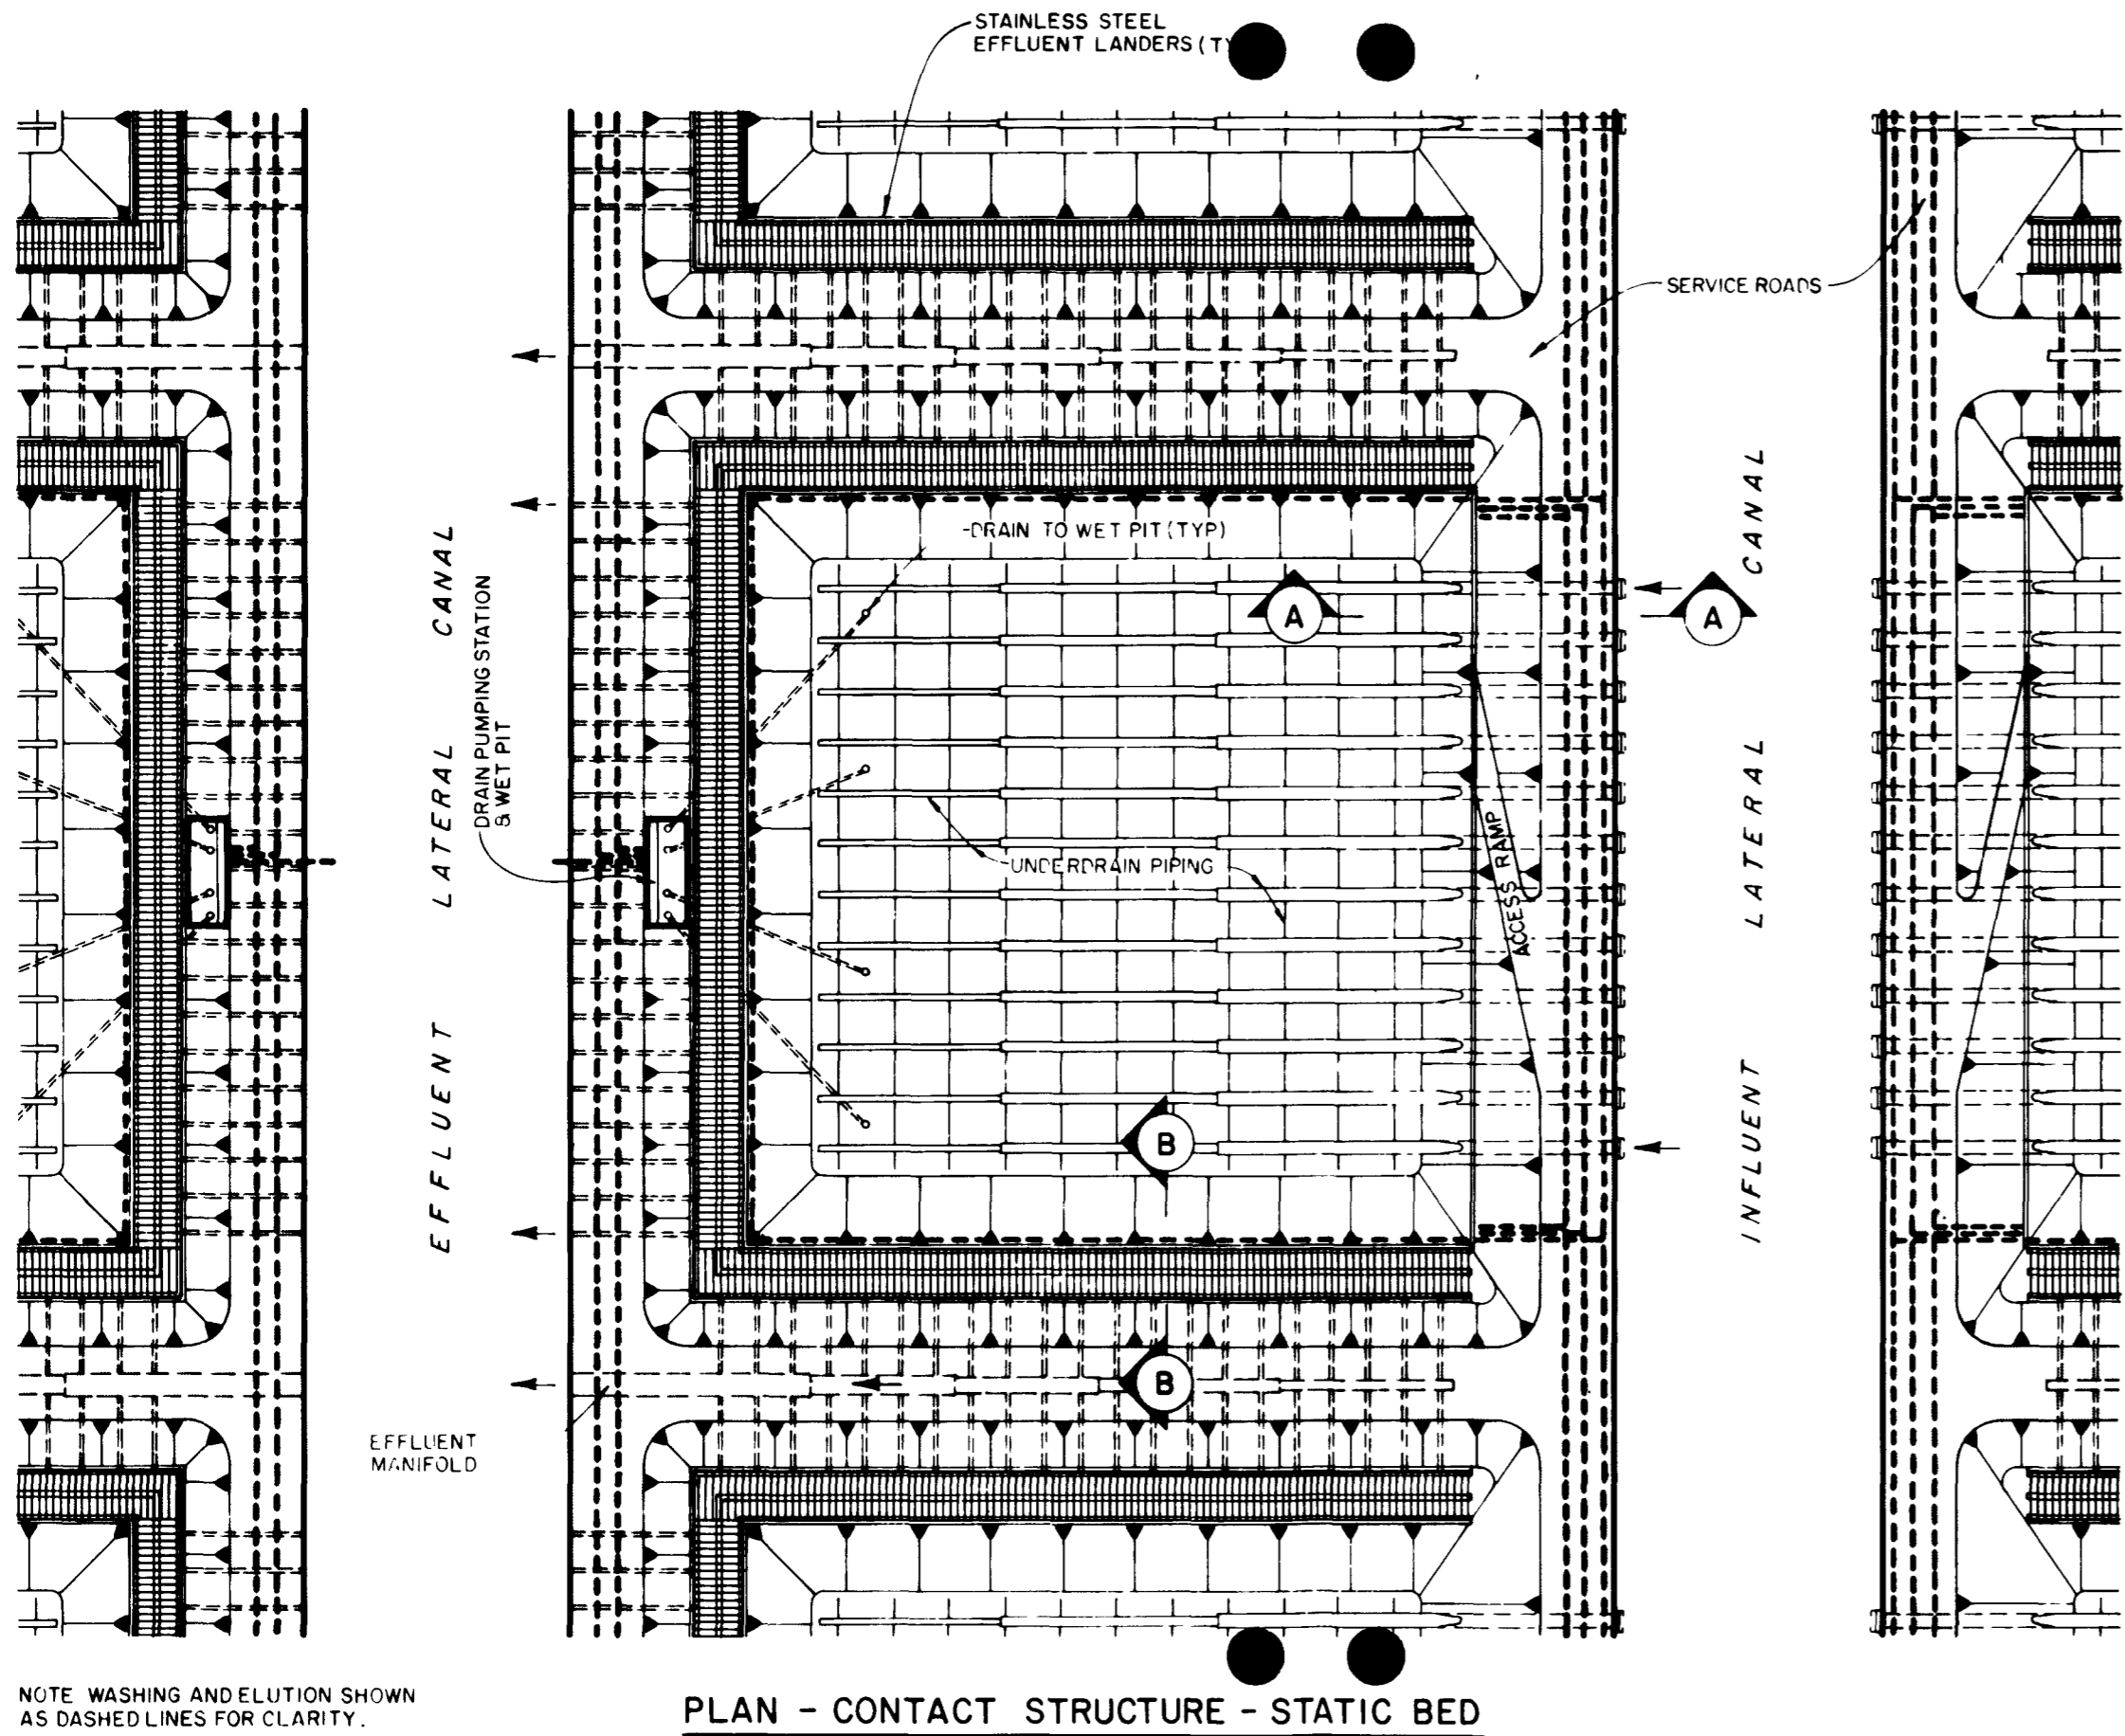 STAINLESS STEEL
EFFLUENT LANDERS (TY
SERVICE ROADS
-DRAIN TO WET PIT (TYP)
EFFLUENT LATERAL CANAL
DRAIN PUMPING STATION
& WET PIT
A
A
INFLUENT LATERAL CANAL
UNDERDRAIN PIPING
ACCESS RAMP
B
B
EFFLUENT
MANIFOLD
NOTE WASHING AND ELUTION SHOWN
AS DASHED LINES FOR CLARITY.
PLAN - CONTACT STRUCTURE - STATIC BED